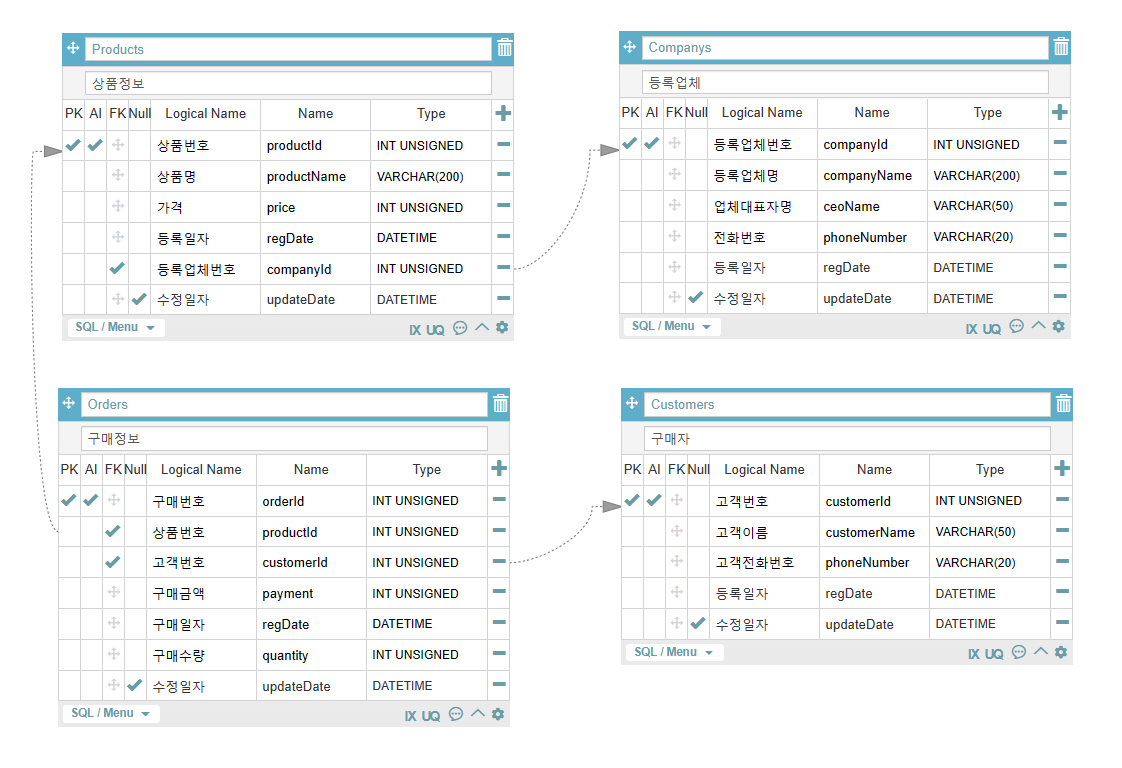 Products
상품정보
PK AI FK Null Logical Name Name Type
상품번호 productId INT UNSIGNED
상품명 productName VARCHAR(200)
가격 price INT UNSIGNED
등록일자 regDate DATETIME
등록업체번호 companyId INT UNSIGNED
수정일자 updateDate DATETIME
SQL / Menu IX UQ
Companys
등록업체
PK AI FK Null Logical Name Name Type
등록업체번호 companyId INT UNSIGNED
등록업체명 companyName VARCHAR(200)
업체대표자명 ceoName VARCHAR(50)
전화번호 phoneNumber VARCHAR(20)
등록일자 regDate DATETIME
수정일자 updateDate DATETIME
SQL / Menu IX UQ
Orders
구매정보
PK AI FK Null Logical Name Name Type
구매번호 orderId INT UNSIGNED
상품번호 productId INT UNSIGNED
고객번호 customerId INT UNSIGNED
구매금액 payment INT UNSIGNED
구매일자 regDate DATETIME
구매수량 quantity INT UNSIGNED
수정일자 updateDate DATETIME
SQL / Menu IX UQ
Customers
구매자
PK AI FK Null Logical Name Name Type
고객번호 customerId INT UNSIGNED
고객이름 customerName VARCHAR(50)
고객전화번호 phoneNumber VARCHAR(20)
등록일자 regDate DATETIME
수정일자 updateDate DATETIME
SQL / Menu IX UQ